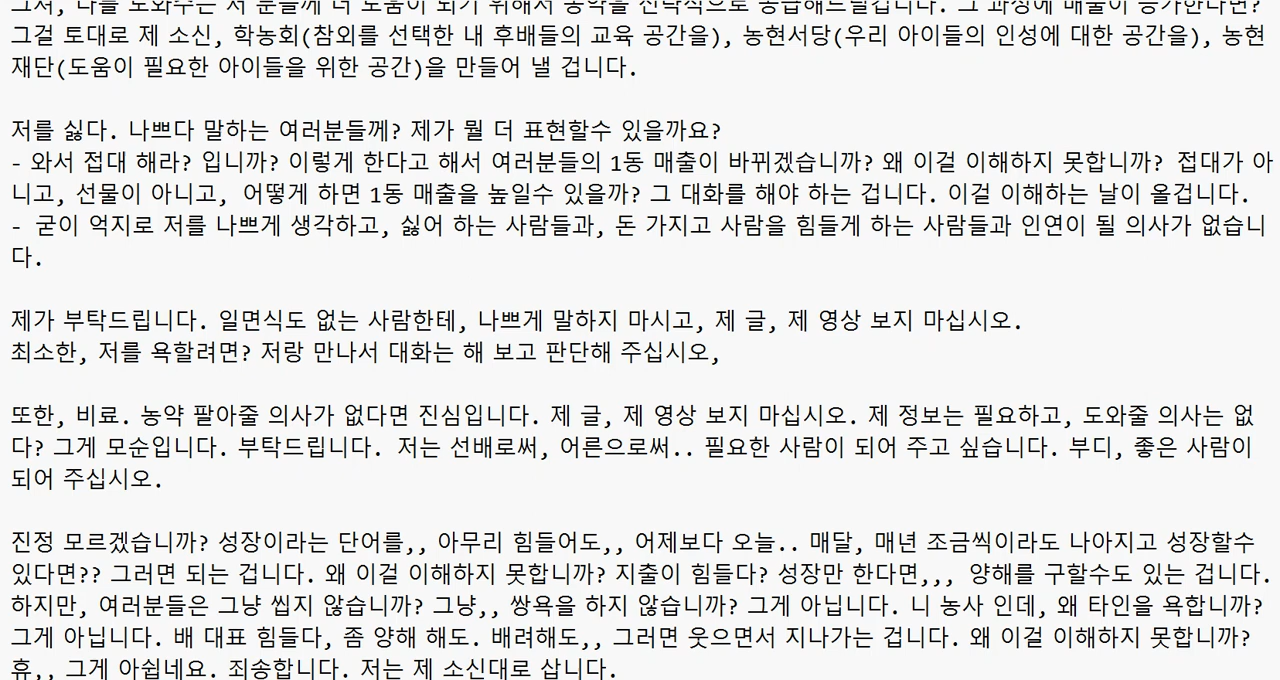 그저, 나를 도와주는 저 분들께 더 도움이 되기 위해서 농약을 전략적으로 공급해드릴겁니다. 그 과정에 매출이 증가한다면?
그걸 토대로 제 소신, 학농회(참외를 선택한 내 후배들의 교육 공간을), 농현서당(우리 아이들의 인성에 대한 공간을), 농현
재단(도움이 필요한 아이들을 위한 공간)을 만들어 낼 겁니다.
저를 싫다. 나쁘다 말하는 여러분들께? 제가 뭘 더 표현할수 있을까요?
- 와서 접대 해라? 입니까? 이렇게 한다고 해서 여러분들의 1동 매출이 바뀌겠습니까? 왜 이걸 이해하지 못합니까? 접대가 아
니고, 선물이 아니고, 어떻게 하면 1동 매출을 높일수 있을까? 그 대화를 해야 하는 겁니다. 이걸 이해하는 날이 올겁니다.
- 굳이 억지로 저를 나쁘게 생각하고, 싫어 하는 사람들과, 돈 가지고 사람을 힘들게 하는 사람들과 인연이 될 의사가 없습니
다.
제가 부탁드립니다. 일면식도 없는 사람한테, 나쁘게 말하지 마시고, 제 글, 제 영상 보지 마십시오.
최소한, 저를 욕할려면? 저랑 만나서 대화는 해 보고 판단해 주십시오,
또한, 비료. 농약 팔아줄 의사가 없다면 진심입니다. 제 글, 제 영상 보지 마십시오. 제 정보는 필요하고, 도와줄 의사는 없
다? 그게 모순입니다. 부탁드립니다. 저는 선배로써, 어른으로써.. 필요한 사람이 되어 주고 싶습니다. 부디, 좋은 사람이
되어 주십시오.
진정 모르겠습니까? 성장이라는 단어를,, 아무리 힘들어도,, 어제보다 오늘.. 매달, 매년 조금씩이라도 나아지고 성장할수
있다면?? 그러면 되는 겁니다. 왜 이걸 이해하지 못합니까? 지출이 힘들다? 성장만 한다면,,, 양해를 구할수도 있는 겁니다.
하지만, 여러분들은 그냥 씹지 않습니까? 그냥,, 쌍욕을 하지 않습니까? 그게 아닙니다. 니 농사 인데, 왜 타인을 욕합니까?
그게 아닙니다. 배 대표 힘들다, 좀 양해 해도. 배려해도,, 그러면 웃으면서 지나가는 겁니다. 왜 이걸 이해하지 못합니까?
휴,, 그게 아쉽네요. 죄송합니다. 저는 제 소신대로 삽니다.